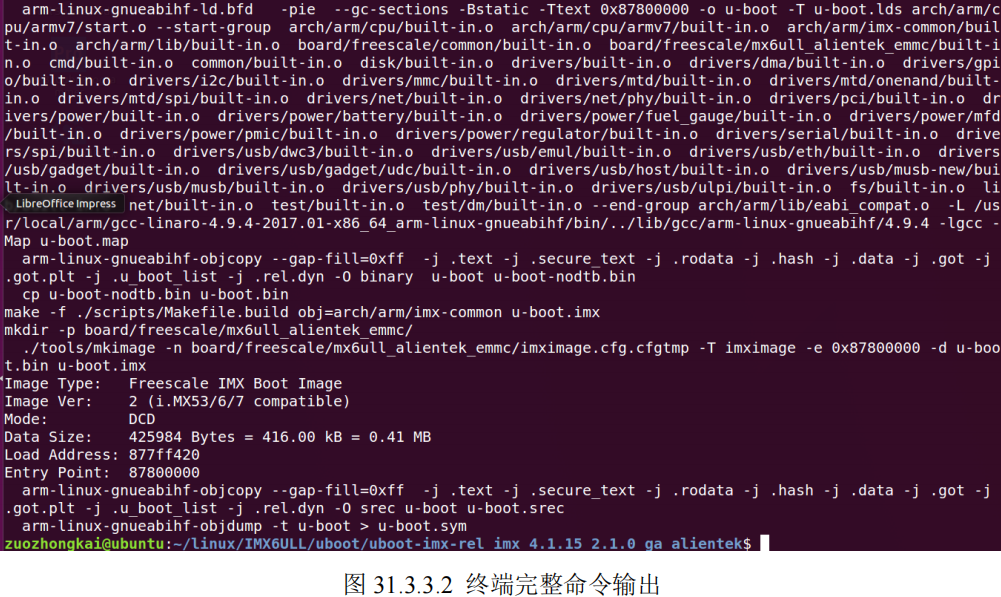 arm-linux-gnueabihf-ld.bfd   -pie  --gc-sections -Bstatic -Ttext 0x87800000 -o u-boot -T u-boot.lds arch/arm/c
pu/armv7/start.o --start-group  arch/arm/cpu/built-in.o  arch/arm/cpu/armv7/built-in.o  arch/arm/imx-common/buil
t-in.o  arch/arm/lib/built-in.o  board/freescale/common/built-in.o  board/freescale/mx6ull_alientek_emmc/built-i
n.o  cmd/built-in.o  common/built-in.o  disk/built-in.o  drivers/built-in.o  drivers/dma/built-in.o  drivers/gpi
o/built-in.o  drivers/i2c/built-in.o  drivers/mmc/built-in.o  drivers/mtd/built-in.o  drivers/mtd/onenand/built-
in.o  drivers/mtd/spi/built-in.o  drivers/net/built-in.o  drivers/net/phy/built-in.o  drivers/pci/built-in.o  dr
ivers/power/built-in.o  drivers/power/battery/built-in.o  drivers/power/fuel_gauge/built-in.o  drivers/power/mfd
/built-in.o  drivers/power/pmic/built-in.o  drivers/power/regulator/built-in.o  drivers/serial/built-in.o  drive
rs/spi/built-in.o  drivers/usb/dwc3/built-in.o  drivers/usb/emul/built-in.o  drivers/usb/eth/built-in.o  drivers
/usb/gadget/built-in.o  drivers/usb/gadget/udc/built-in.o  drivers/usb/host/built-in.o  drivers/usb/musb-new/bui
lt-in.o  drivers/usb/musb/built-in.o  drivers/usb/phy/built-in.o  drivers/usb/ulpi/built-in.o  fs/built-in.o  li
LibreOffice Impress net/built-in.o  test/built-in.o  test/dm/built-in.o --end-group arch/arm/lib/eabi_compat.o  -L /us
r/local/arm/gcc-linaro-4.9.4-2017.01-x86_64_arm-linux-gnueabihf/bin/../lib/gcc/arm-linux-gnueabihf/4.9.4 -lgcc -
Map u-boot.map
arm-linux-gnueabihf-objcopy --gap-fill=0xff  -j .text -j .secure_text -j .rodata -j .hash -j .data -j .got -j
.got.plt -j .u_boot_list -j .rel.dyn -O binary  u-boot u-boot-nodtb.bin
cp u-boot-nodtb.bin u-boot.bin
make -f ./scripts/Makefile.build obj=arch/arm/imx-common u-boot.imx
mkdir -p board/freescale/mx6ull_alientek_emmc/
./tools/mkimage -n board/freescale/mx6ull_alientek_emmc/imximage.cfg.cfgtmp -T imximage -e 0x87800000 -d u-boo
t.bin u-boot.imx
Image Type:   Freescale IMX Boot Image
Image Ver:    2 (i.MX53/6/7 compatible)
Mode:         DCD
Data Size:    425984 Bytes = 416.00 kB = 0.41 MB
Load Address: 877ff420
Entry Point:  87800000
arm-linux-gnueabihf-objcopy --gap-fill=0xff  -j .text -j .secure_text -j .rodata -j .hash -j .data -j .got -j
.got.plt -j .u_boot_list -j .rel.dyn -O srec u-boot u-boot.srec
arm-linux-gnueabihf-objdump -t u-boot > u-boot.sym
zuozhongkai@ubuntu:~/linux/IMX6ULL/uboot/uboot-imx-rel_imx_4.1.15_2.1.0_ga_alientek$
图 31.3.3.2 终端完整命令输出